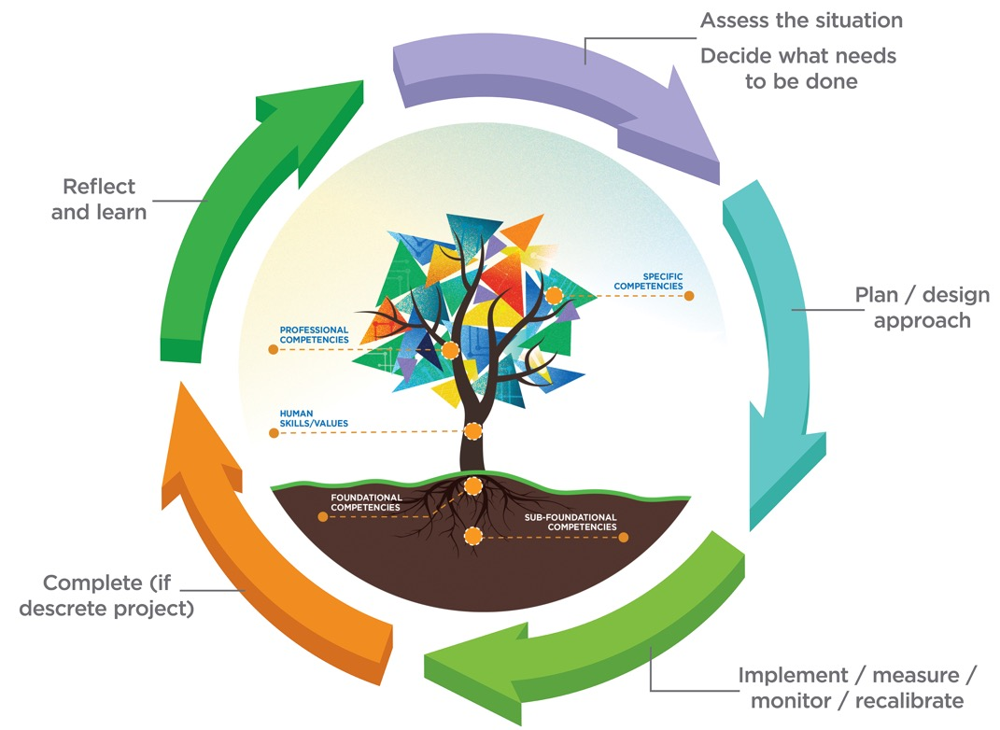 Assess the situation
Decide what needs
to be done
Reflect
and learn
SPECIFIC
COMPETENCIES
Plan / design
approach
PROFESSIONAL
COMPETENCIES
HUMAN
SKILLS/VALUES
FOUNDATIONAL
COMPETENCIES
SUB-FOUNDATIONAL
COMPETENCIES
Complete (if
descrete project)
Implement / measure /
monitor / recalibrate